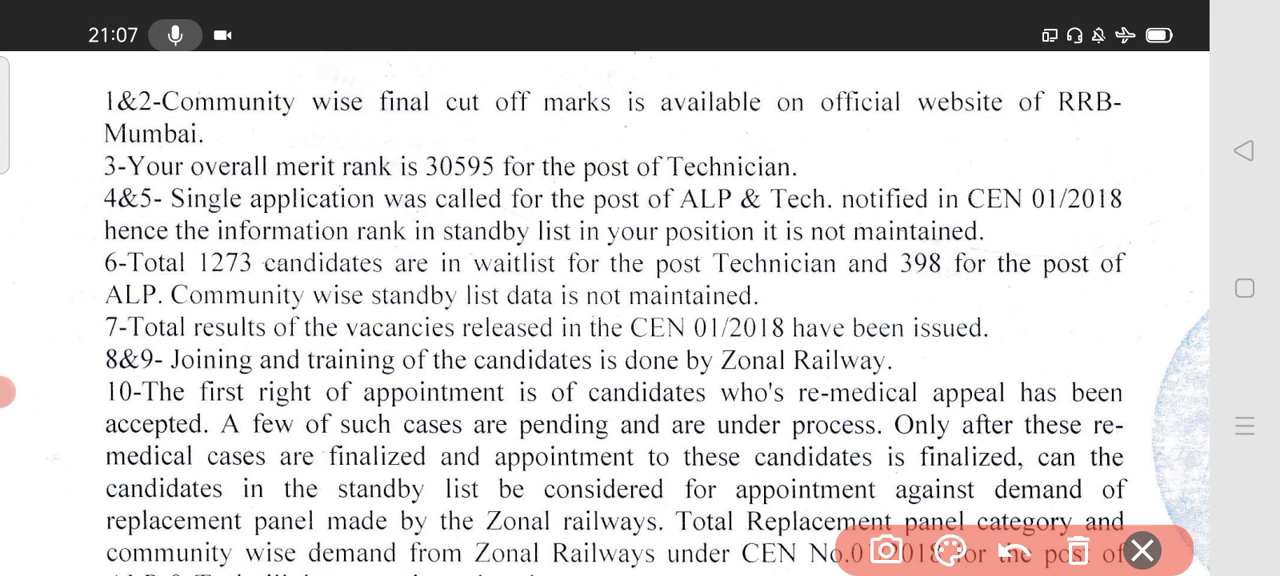 21:07
1&2-Community wise final cut off marks is available on official website of RRB-
Mumbai.
3-Your overall merit rank is 30595 for the post of Technician.
4&5- Single application was called for the post of ALP & Tech. notified in CEN 01/2018
hence the information rank in standby list in your position it is not maintained.
6-Total 1273 candidates are in waitlist for the post Technician and 398 for the post of
ALP. Community wise standby list data is not maintained.
7-Total results of the vacancies released in the CEN 01/2018 have been issued.
8&9- Joining and training of the candidates is done by Zonal Railway.
10-The first right of appointment is of candidates who's re-medical appeal has been
accepted. A few of such cases are pending and are under process. Only after these re-
medical cases are finalized and appointment to these candidates is finalized, can the
candidates in the standby list be considered for appointment against demand of
replacement panel made by the Zonal railways. Total Replacement panel category and
community wise demand from Zonal Railways under CEN for the post of